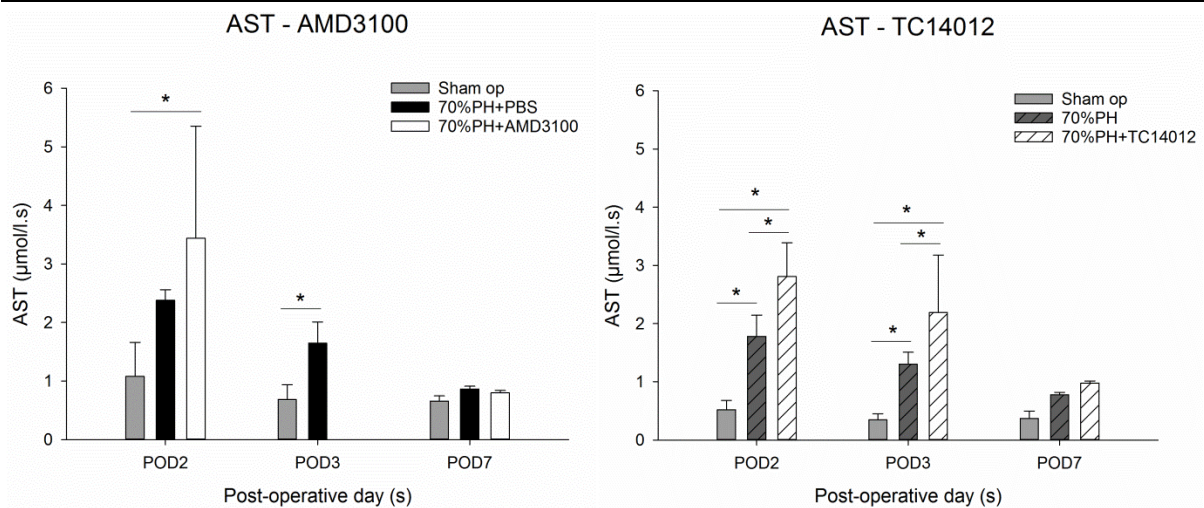 AST - AMD3100
AST (µmol/l.s)
6
5
4
3
2
1
0
Sham op
70%PH+PBS
70%PH+AMD3100
*
*
POD2
POD3
POD7
Post-operative day (s)
AST - TC14012
AST (µmol/l.s)
6
5
4
3
2
1
0
Sham op
70%PH
70%PH+TC14012
*
*
*
*
*
*
POD2
POD3
POD7
Post-operative day (s)